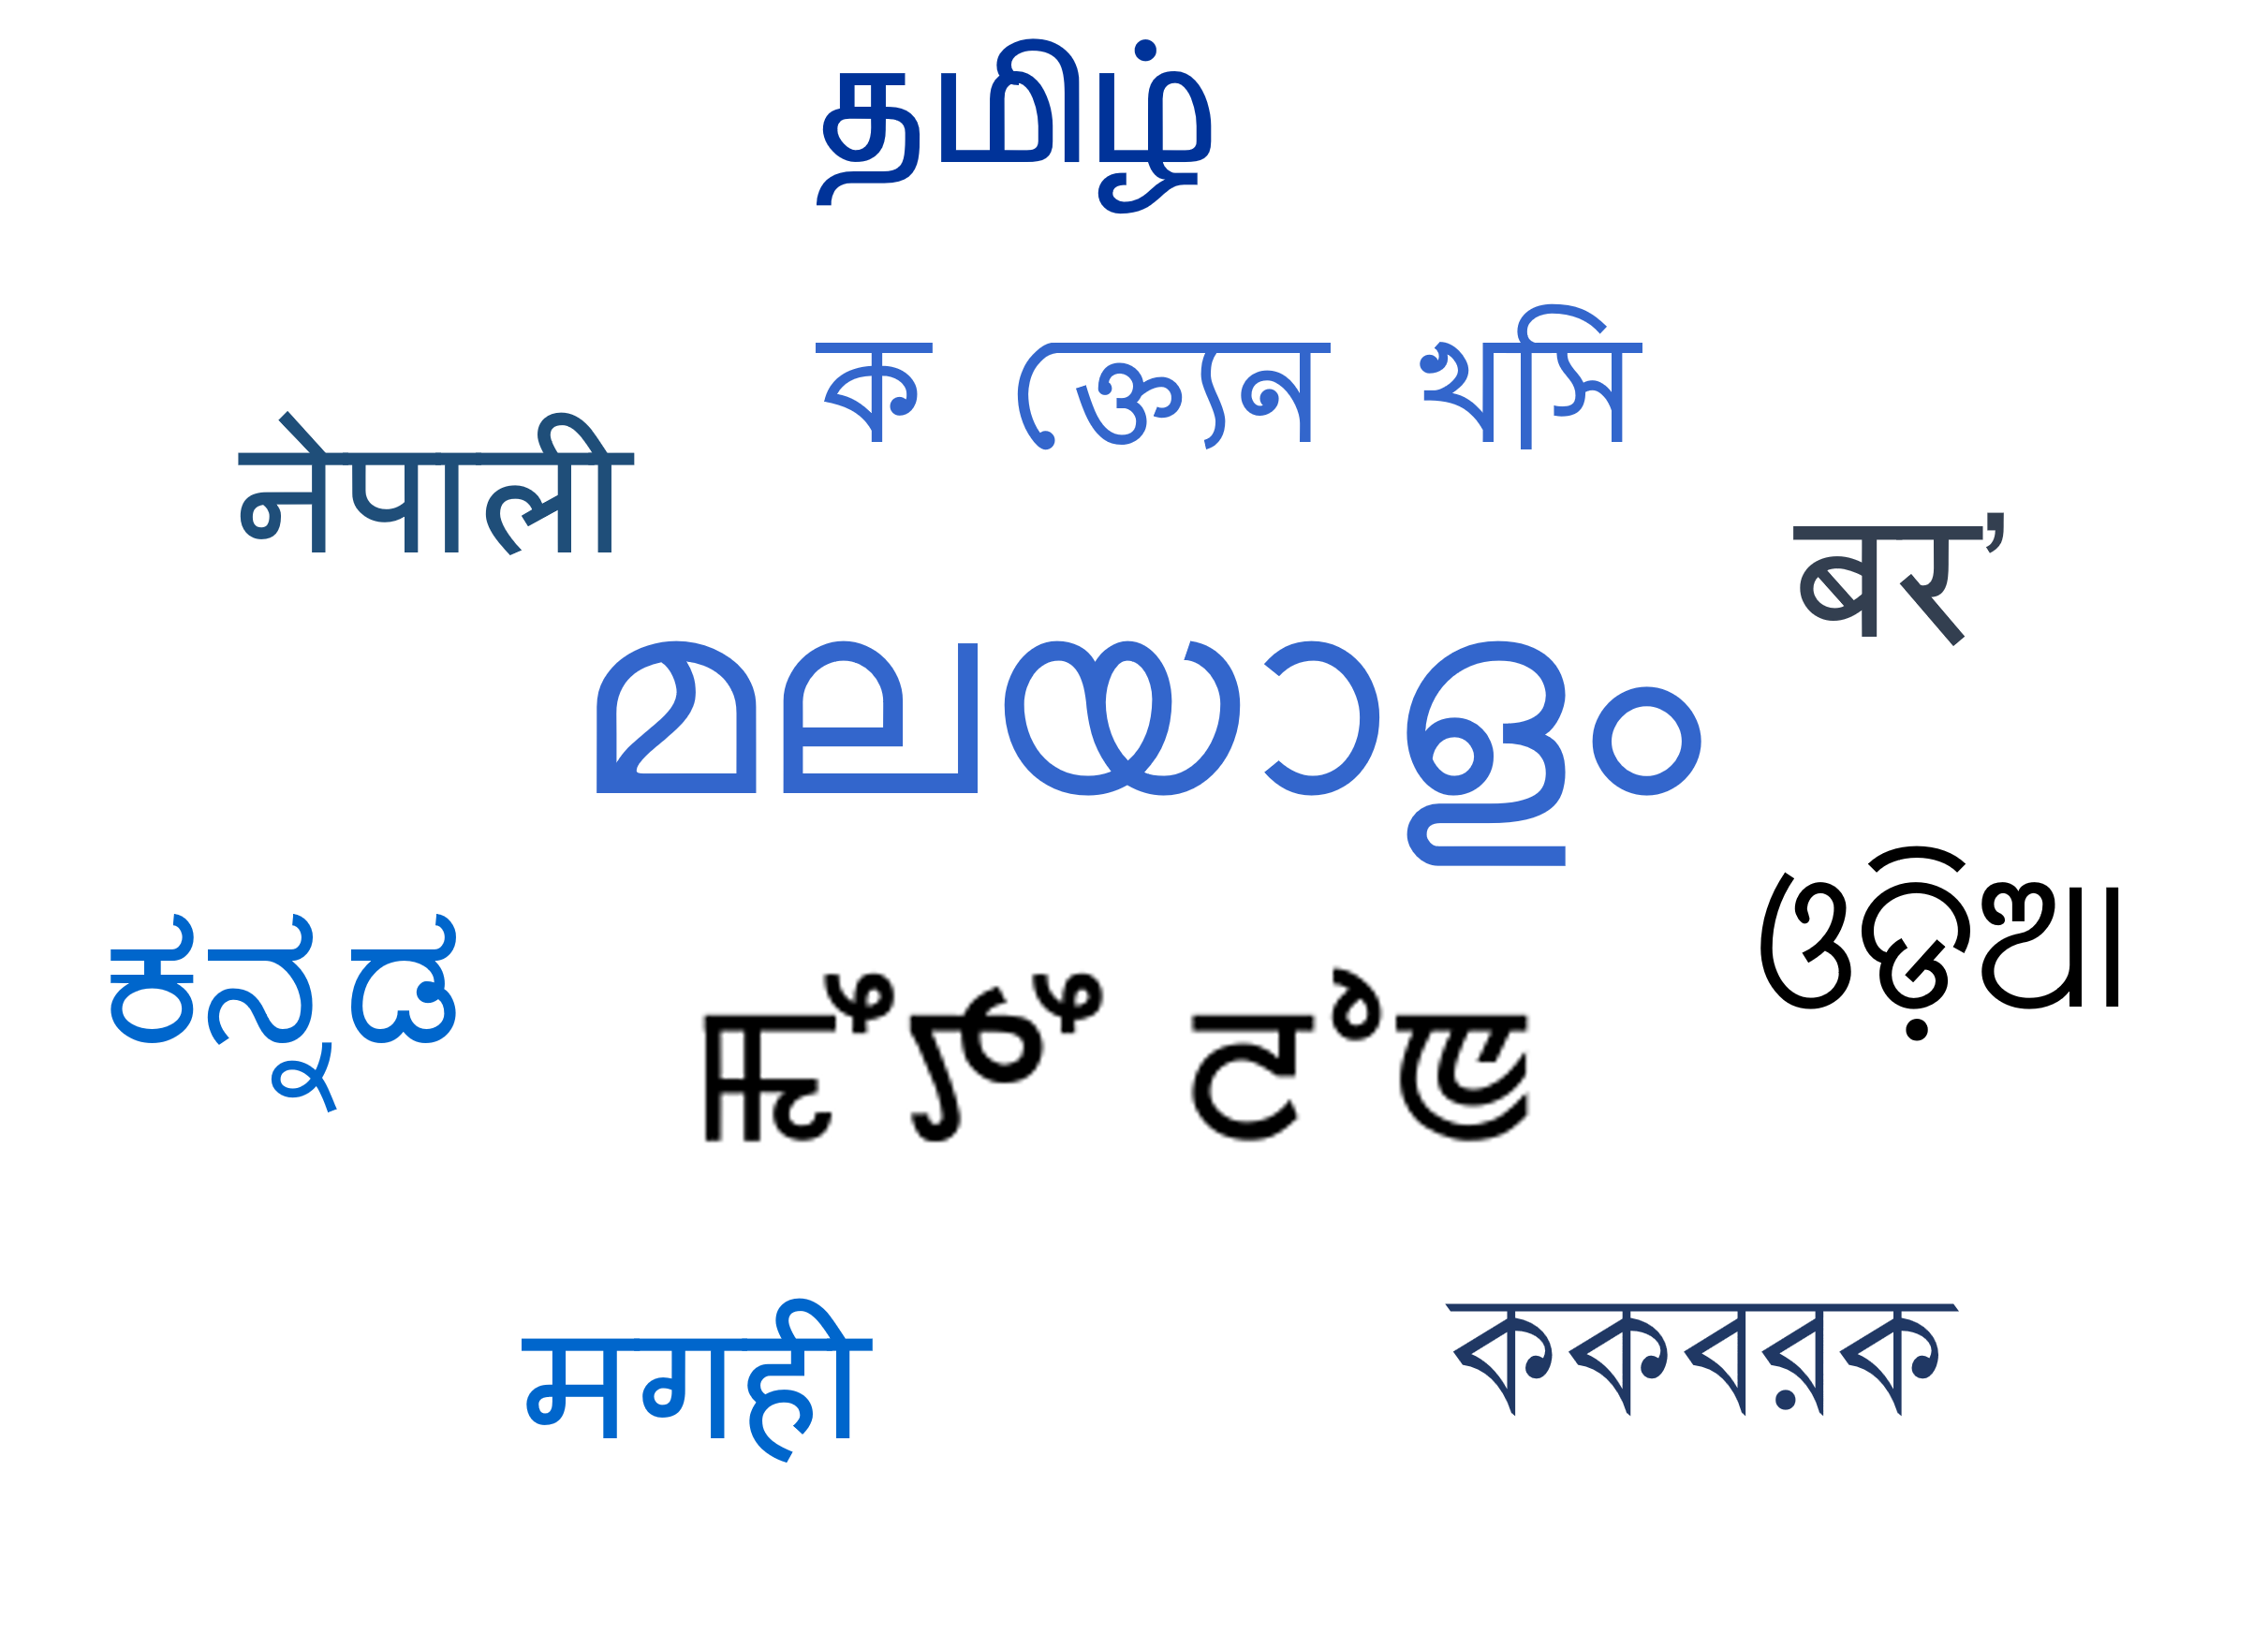 தமிழ்
ক ক্ত্যেন খসি
नेपाली
बर’
മലയാളം
ଓଡ଼ିଆ
ಕನ್ನಡ
ꯃꯩꯇꯩ ꯂꯣꯟ
मगही
ককবরক